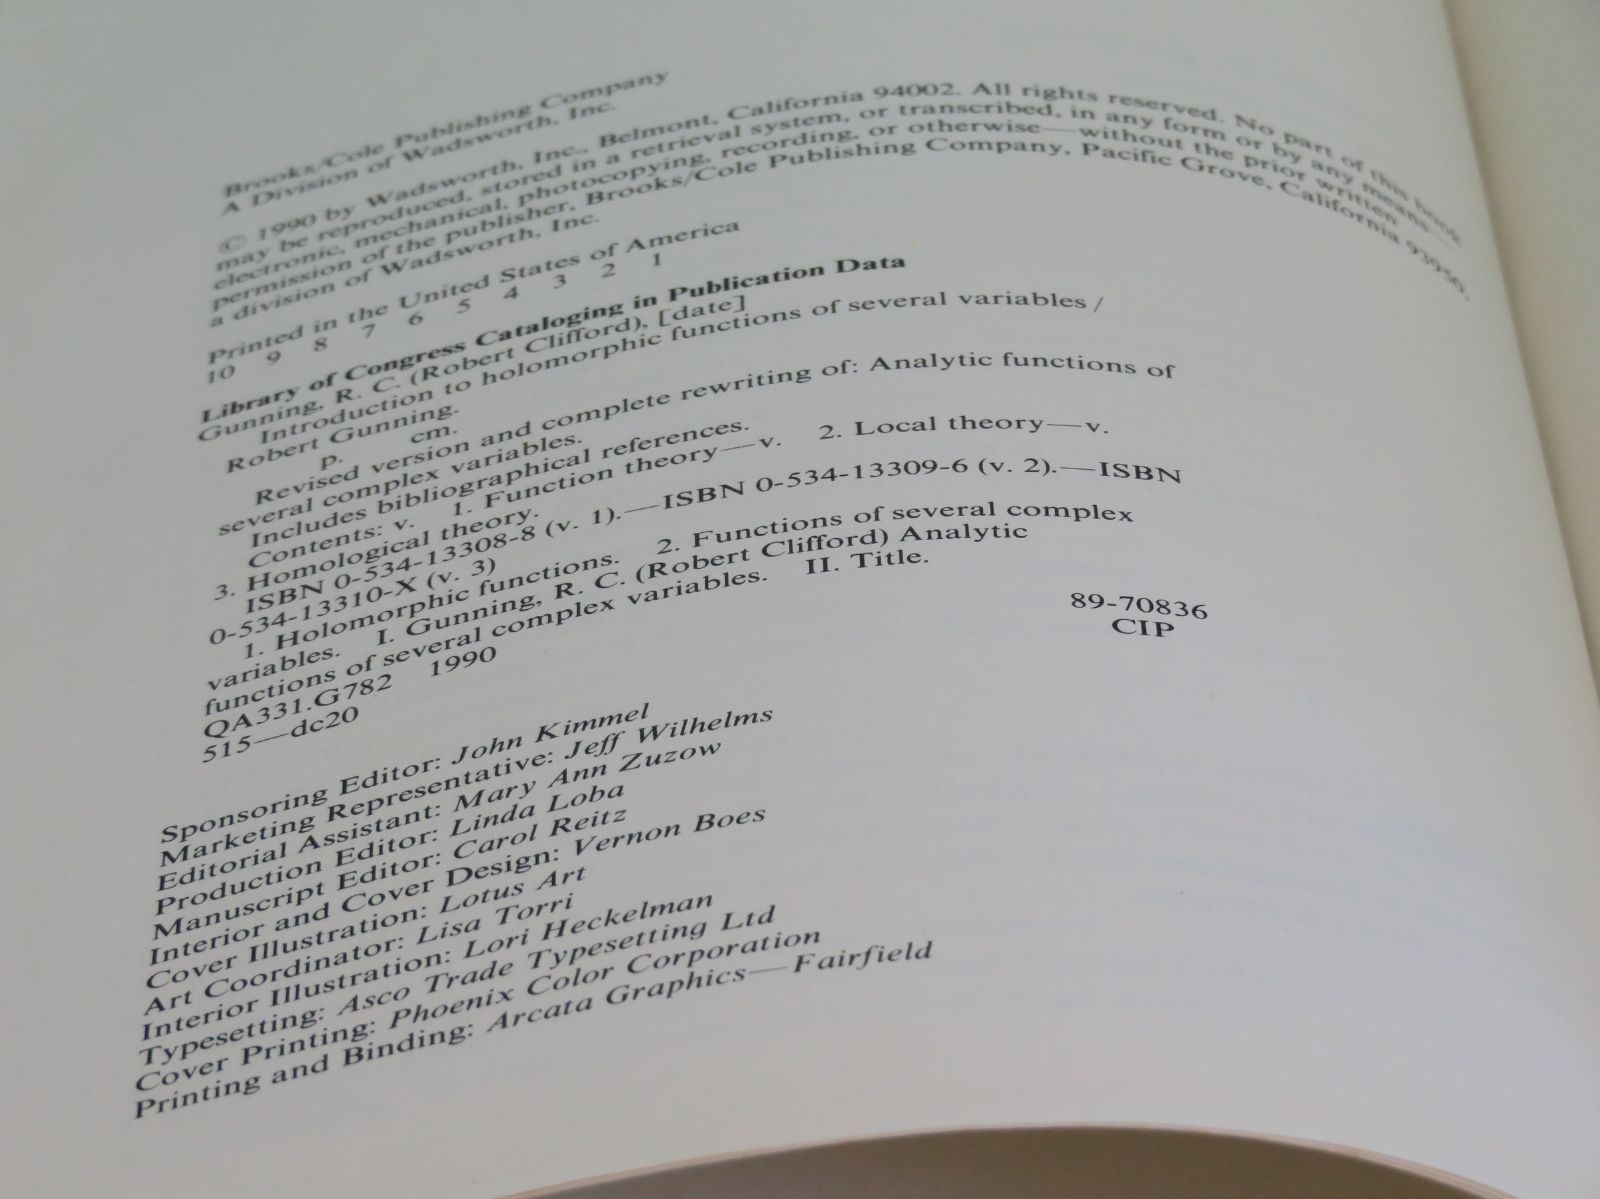 Brooks/Cole Publishing Company
A Division of Wadsworth, Inc.
© 1990 by Wadsworth, Inc., Belmont, California 94002. All rights reserved. No part of this book
may be reproduced, stored in a retrieval system, or transcribed, in any form or by any means—
electronic, mechanical, photocopying, recording, or otherwise—without the prior written
permission of the publisher, Brooks/Cole Publishing Company, Pacific Grove, California 93950,
a division of Wadsworth, Inc.
Printed in the United States of America
10 9 8 7 6 5 4 3 2 1
Library of Congress Cataloging in Publication Data
Gunning, R. C. (Robert Clifford), [date]
Introduction to holomorphic functions of several variables /
Robert Gunning.
p. cm.
Revised version and complete rewriting of: Analytic functions of
several complex variables.
Includes bibliographical references.
Contents: v. 1. Function theory—v. 2. Local theory—v.
3. Homological theory.
ISBN 0-534-13308-8 (v. 1).—ISBN 0-534-13309-6 (v. 2).—ISBN
0-534-13310-X (v. 3)
1. Holomorphic functions. 2. Functions of several complex
variables. I. Gunning, R. C. (Robert Clifford) Analytic
functions of several complex variables. II. Title.
QA331.G782 1990
515—dc20
89-70836
CIP
Sponsoring Editor: John Kimmel
Marketing Representative: Jeff Wilhelms
Editorial Assistant: Mary Ann Zuzow
Production Editor: Linda Loba
Manuscript Editor: Carol Reitz
Interior and Cover Design: Vernon Boes
Cover Illustration: Lotus Art
Art Coordinator: Lisa Torri
Interior Illustration: Lori Heckelman
Typesetting: Asco Trade Typesetting Ltd
Cover Printing: Phoenix Color Corporation
Printing and Binding: Arcata Graphics—Fairfield